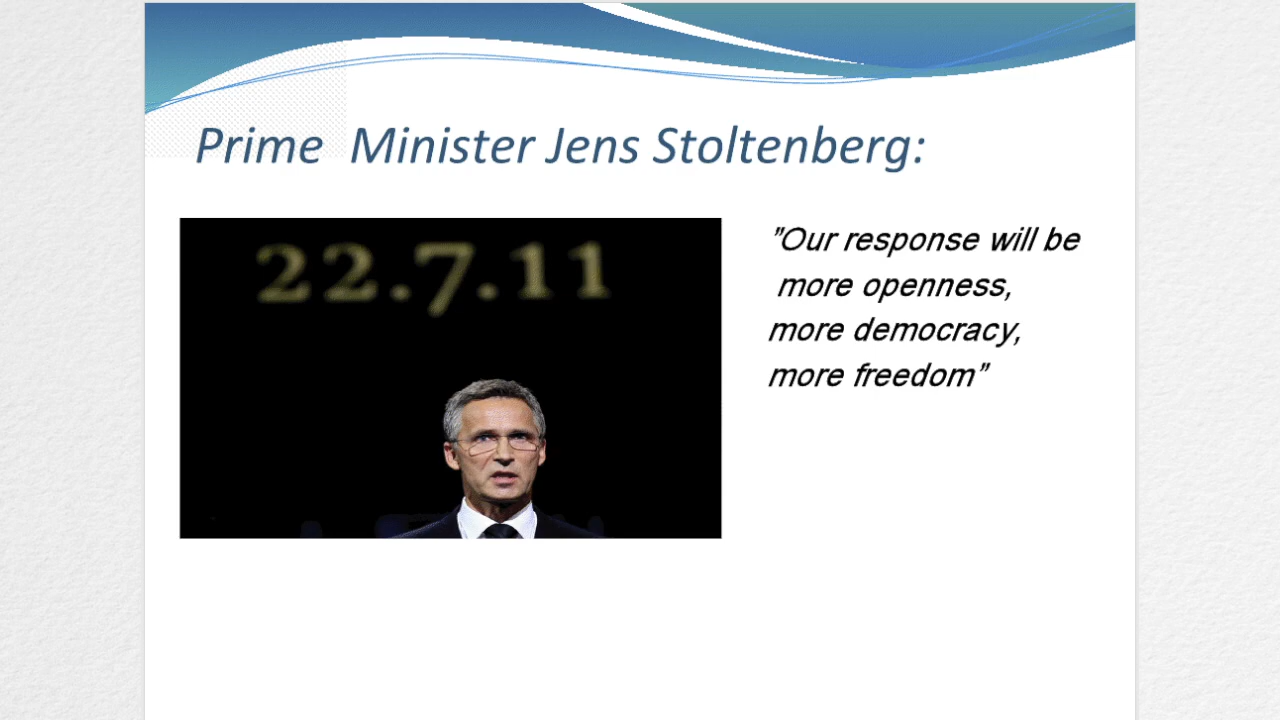 Prime  Minister Jens Stoltenberg:
22.7.11
”Our response will be
more openness,
more democracy,
more freedom”